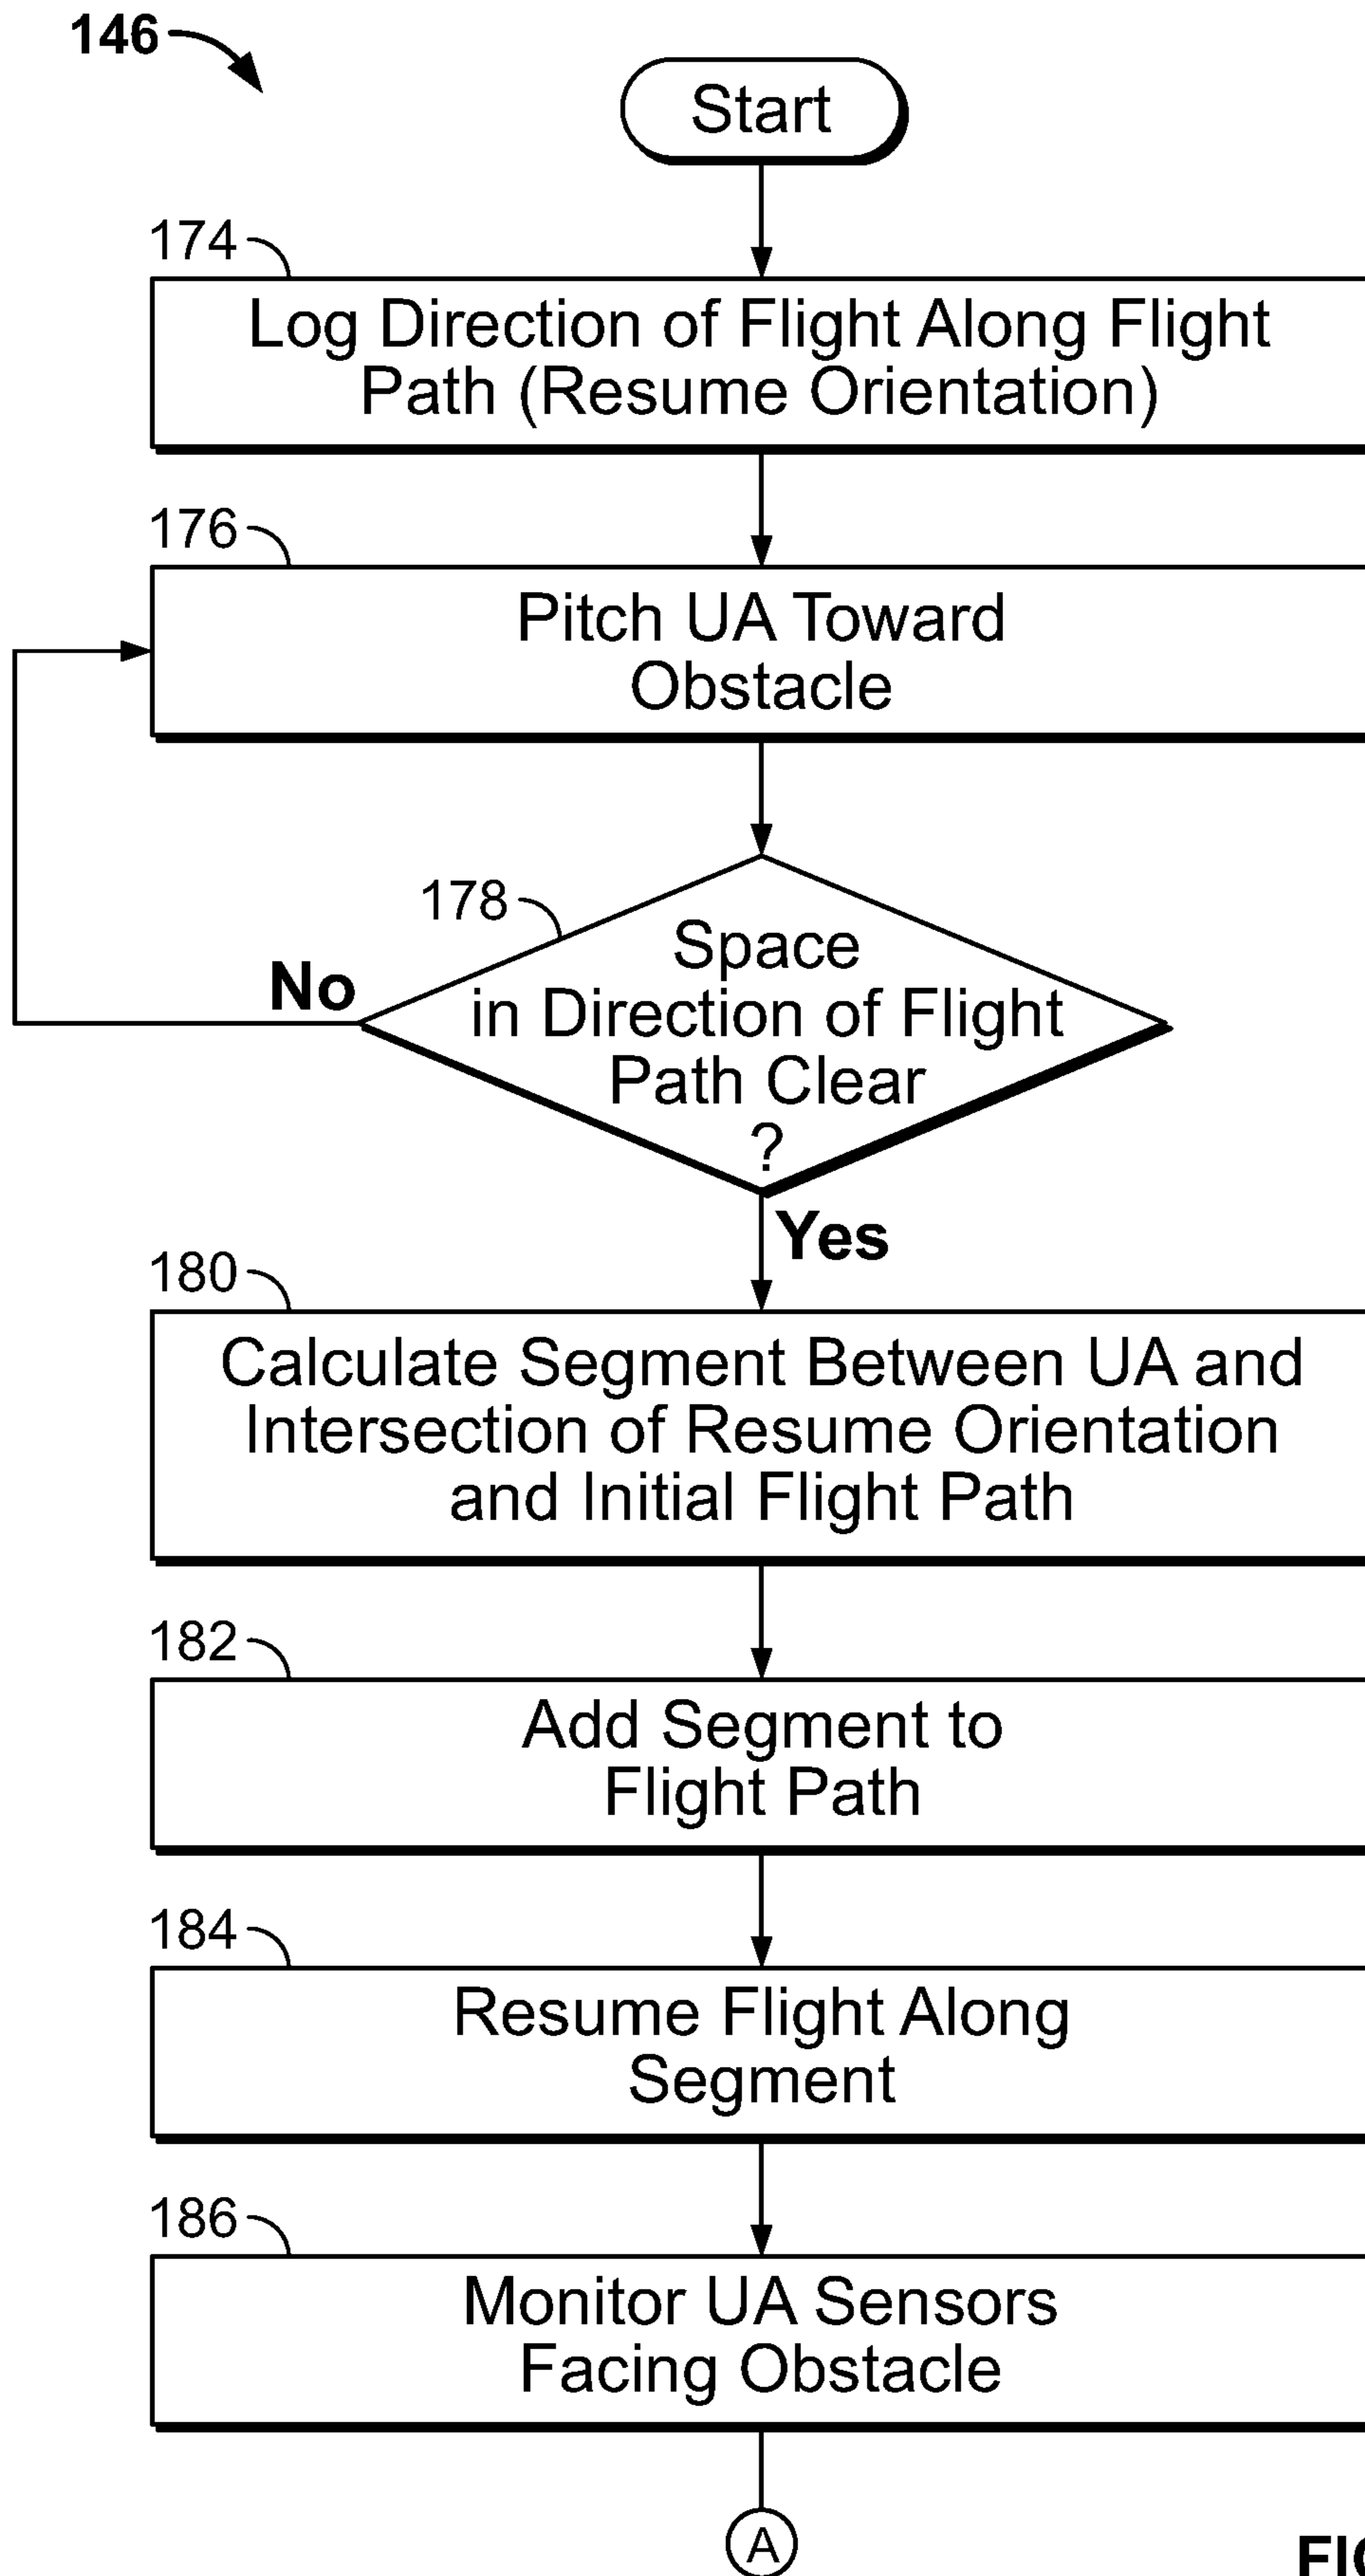 146
Start
174
Log Direction of Flight Along Flight
Path (Resume Orientation)
176
Pitch UA Toward
Obstacle
178
Space
in Direction of Flight
Path Clear
?
No
Yes
180
Calculate Segment Between UA and
Intersection of Resume Orientation
and Initial Flight Path
182
Add Segment to
Flight Path
184
Resume Flight Along
Segment
186
Monitor UA Sensors
Facing Obstacle
A